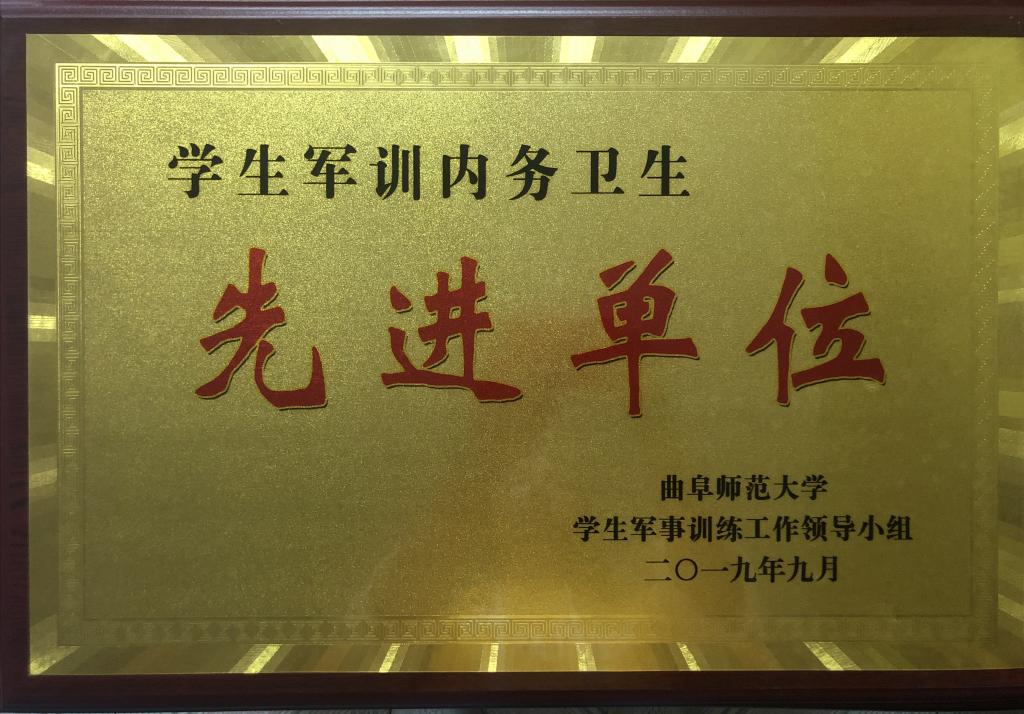 学生军训内务卫生
先进单位
曲阜师范大学
学生军事训练工作领导小组
二〇一九年九月